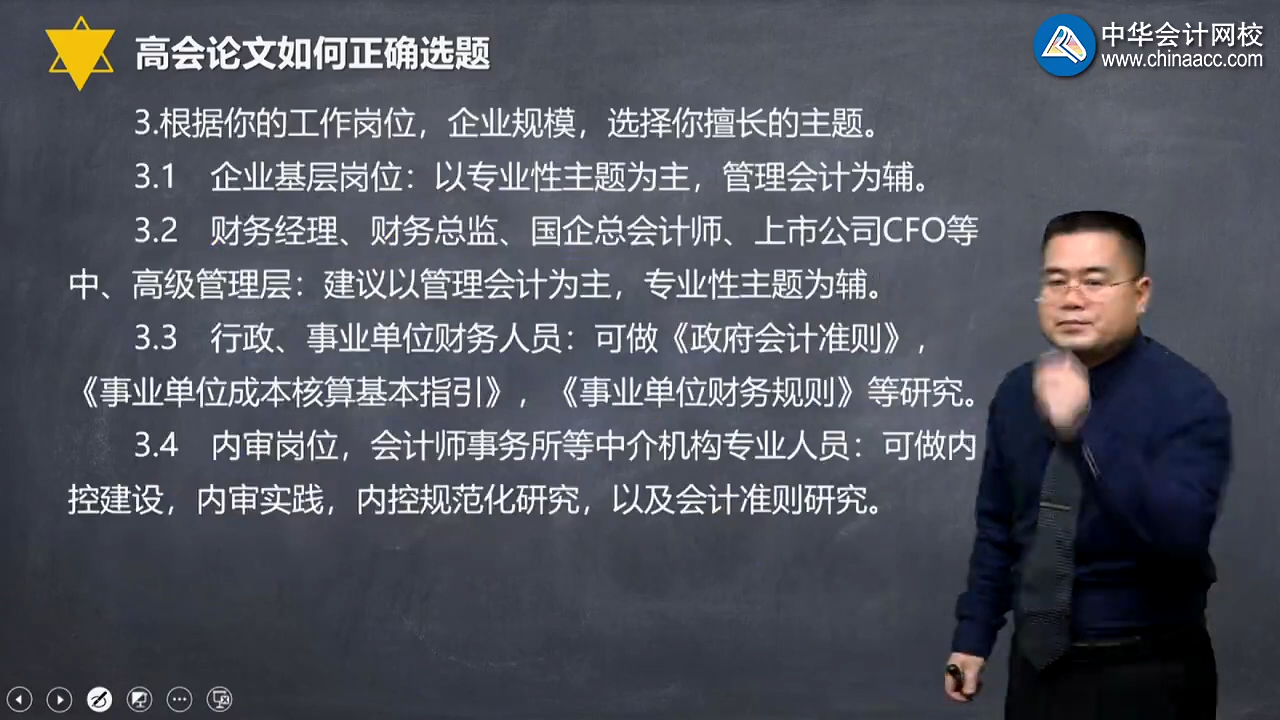 高会论文如何正确选题
中华会计网校
www.chinaacc.com
3.根据你的工作岗位，企业规模，选择你擅长的主题。
3.1 企业基层岗位：以专业性主题为主，管理会计为辅。
3.2 财务经理、财务总监、国企总会计师、上市公司CFO等
中、高级管理层：建议以管理会计为主，专业性主题为辅。
3.3 行政、事业单位财务人员：可做《政府会计准则》，
《事业单位成本核算基本指引》，《事业单位财务规则》等研究。
3.4 内审岗位，会计师事务所等中介机构专业人员：可做内
控建设，内审实践，内控规范化研究，以及会计准则研究。